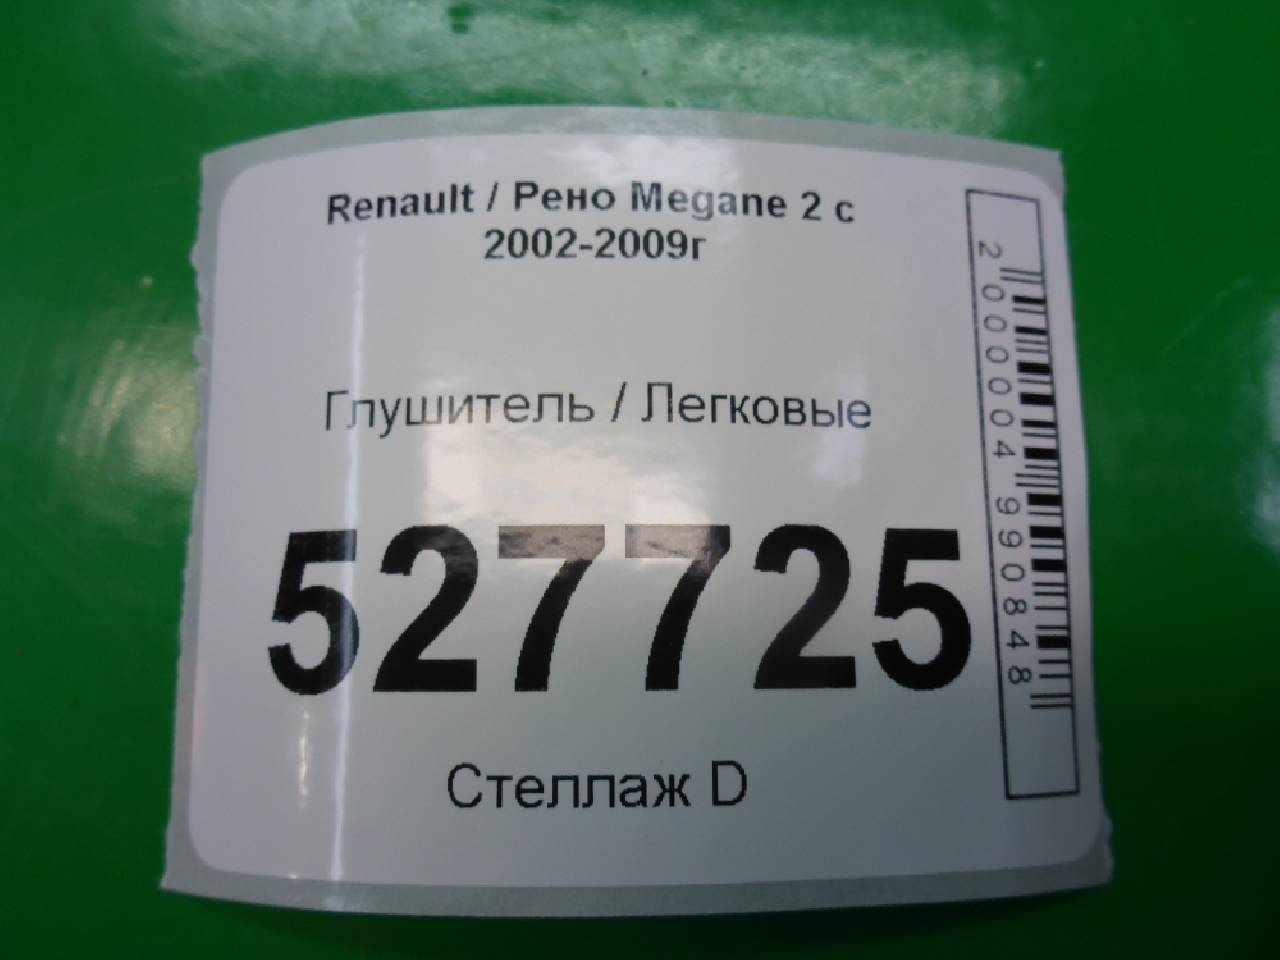 Renault / Рено Megane 2 с
2002-2009г
Глушитель / Легковые
527725
Стеллаж D
2000004990848